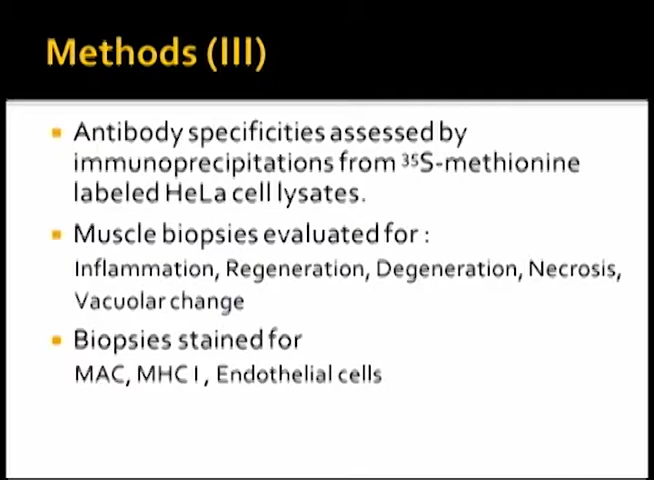 Methods (III)
Antibody specificities assessed by
immunoprecipitations from ³⁵S-methionine
labeled HeLa cell lysates.
Muscle biopsies evaluated for :
Inflammation, Regeneration, Degeneration, Necrosis,
Vacuolar change
Biopsies stained for
MAC, MHC I , Endothelial cells